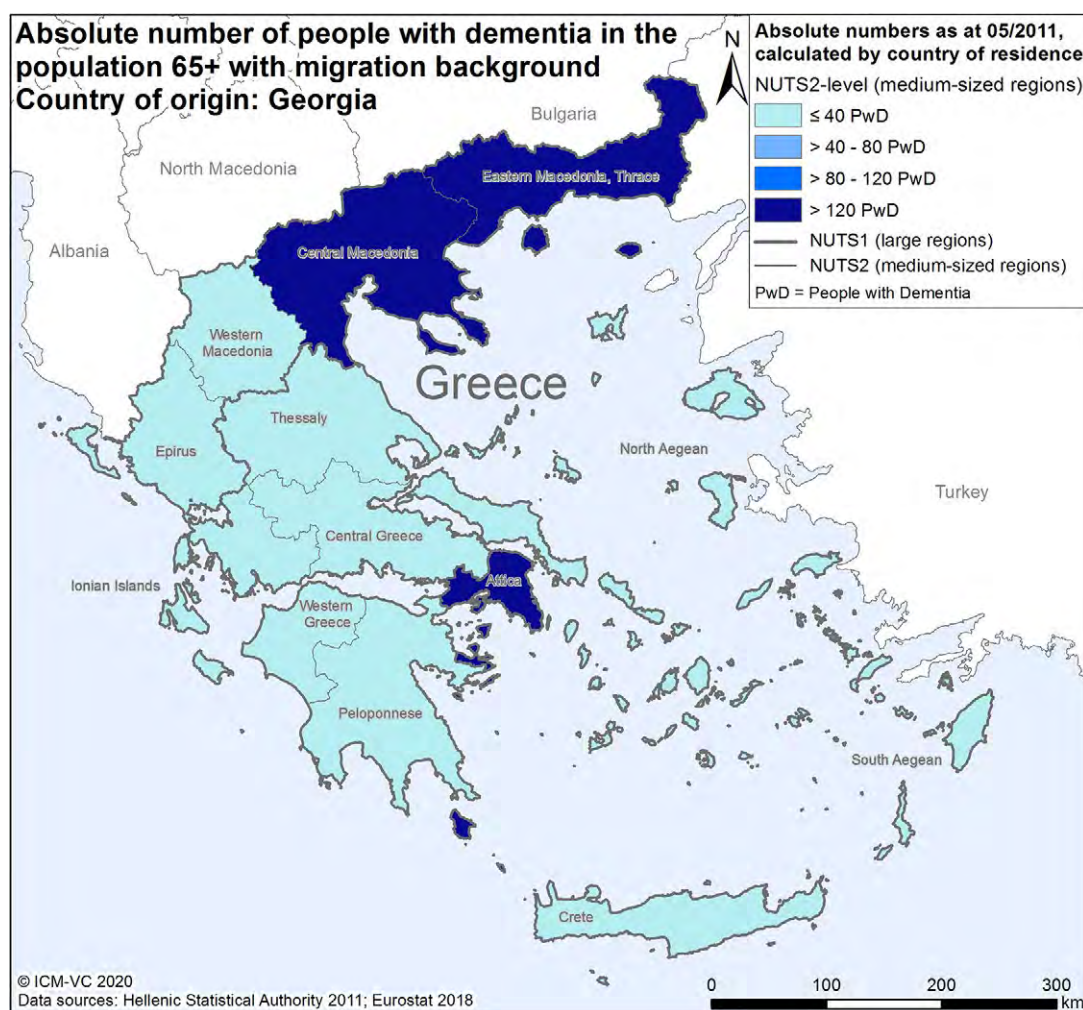 Absolute number of people with dementia in the
population 65+ with migration background
Country of origin: Georgia
N
Absolute numbers as at 05/2011,
calculated by country of residence
NUTS2-level (medium-sized regions)
≤ 40 PwD
> 40 - 80 PwD
> 80 - 120 PwD
> 120 PwD
NUTS1 (large regions)
NUTS2 (medium-sized regions)
PwD = People with Dementia
Bulgaria
North Macedonia
Albania
Eastern Macedonia, Thrace
Central Macedonia
Western
Macedonia
Greece
Thessaly
Epirus
North Aegean
Turkey
Central Greece
Ionian Islands
Attica
Western
Greece
Peloponnese
South Aegean
Crete
© ICM-VC 2020
Data sources: Hellenic Statistical Authority 2011; Eurostat 2018
0 100 200 300
km